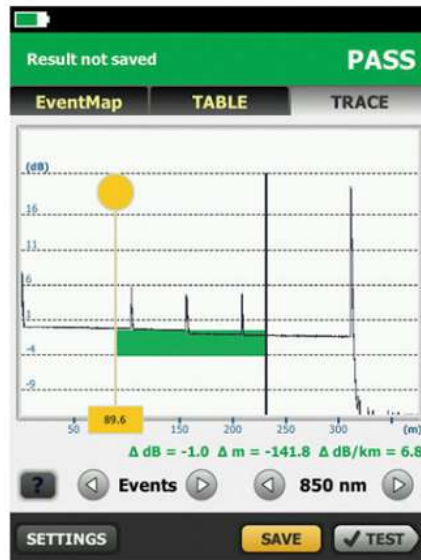 Result not saved PASS
EventMap TABLE TRACE
(dB)
16
11
6
1
-4
-9
50 89.6 150 200 250 300 (m)
Δ dB = -1.0 Δ m = -141.8 Δ dB/km = 6.8
? Events 850 nm
SETTINGS SAVE TEST